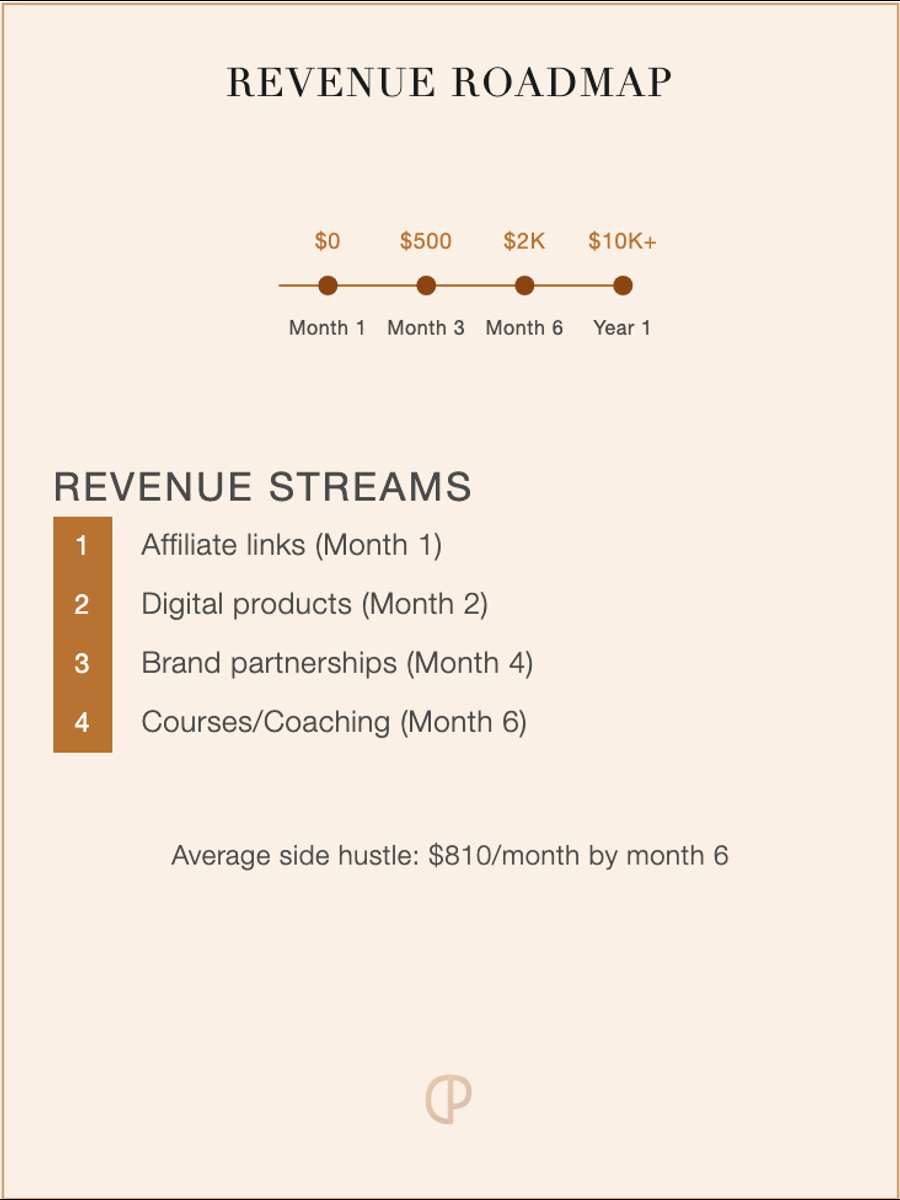 REVENUE ROADMAP
$0 $500 $2K $10K+
Month 1 Month 3 Month 6 Year 1
REVENUE STREAMS
1 Affiliate links (Month 1)
2 Digital products (Month 2)
3 Brand partnerships (Month 4)
4 Courses/Coaching (Month 6)
Average side hustle: $810/month by month 6